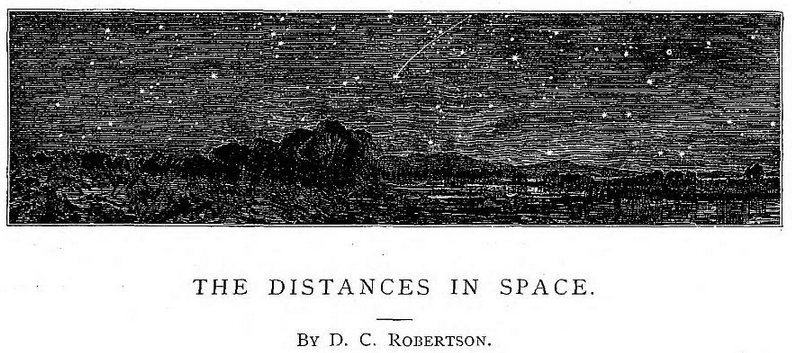 THE DISTANCES IN SPACE.
BY D. C. ROBERTSON.